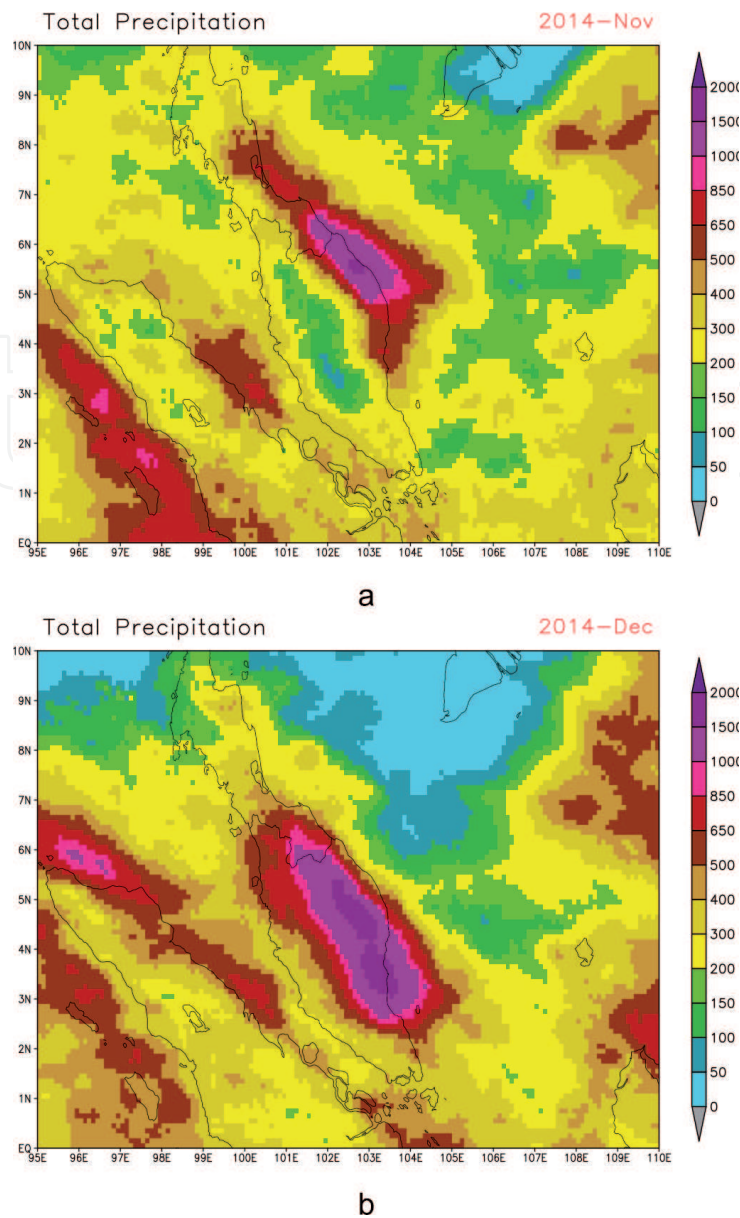 Total Precipitation 2014-Nov
10N
9N
8N
7N
6N
5N
4N
3N
2N
1N
EQ
95E 96E 97E 98E 99E 100E 101E 102E 103E 104E 105E 106E 107E 108E 109E 110E
2000
1500
1000
850
650
500
400
300
200
150
100
50
0
a
Total Precipitation 2014-Dec
10N
9N
8N
7N
6N
5N
4N
3N
2N
1N
EQ
95E 96E 97E 98E 99E 100E 101E 102E 103E 104E 105E 106E 107E 108E 109E 110E
2000
1500
1000
850
650
500
400
300
200
150
100
50
0
b